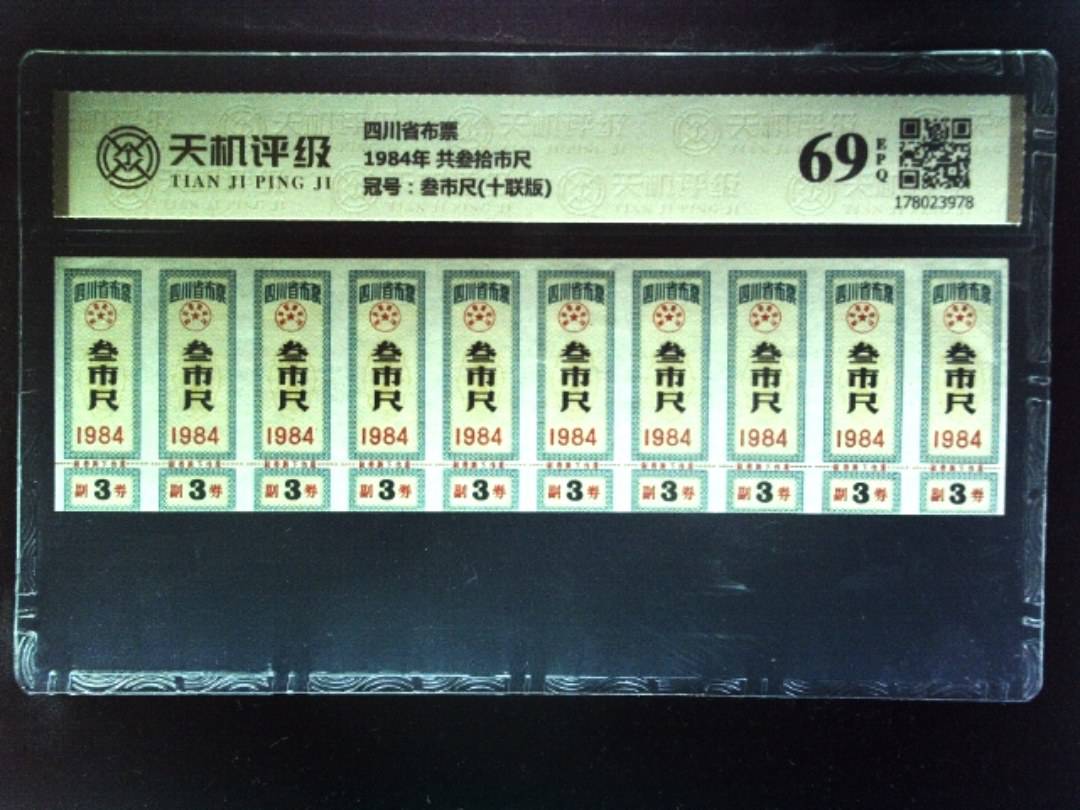 天机评级
TIAN JI PING JI
四川省布票
1984年 共叁拾市尺
冠号：叁市尺(十联版)
69
EPQ
178023978
四川省布票 四川省布票 四川省布票 四川省布票 四川省布票 四川省布票 四川省布票 四川省布票 四川省布票 四川省布票
叁市尺 叁市尺 叁市尺 叁市尺 叁市尺 叁市尺 叁市尺 叁市尺 叁市尺 叁市尺
1984 1984 1984 1984 1984 1984 1984 1984 1984 1984
副3券 副3券 副3券 副3券 副3券 副3券 副3券 副3券 副3券 副3券